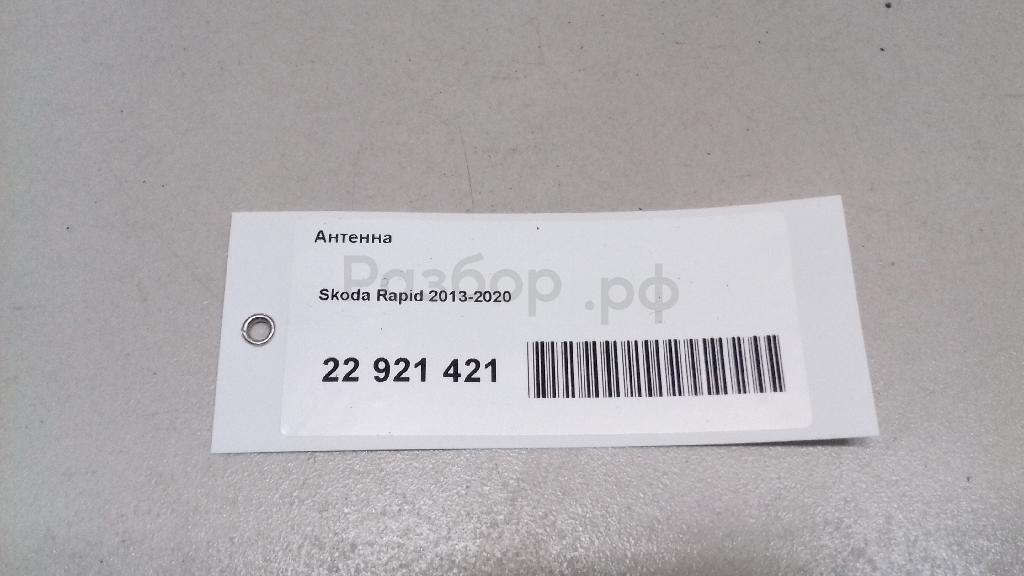 Антенна
Разбор.рф
Skoda Rapid 2013-2020
22 921 421